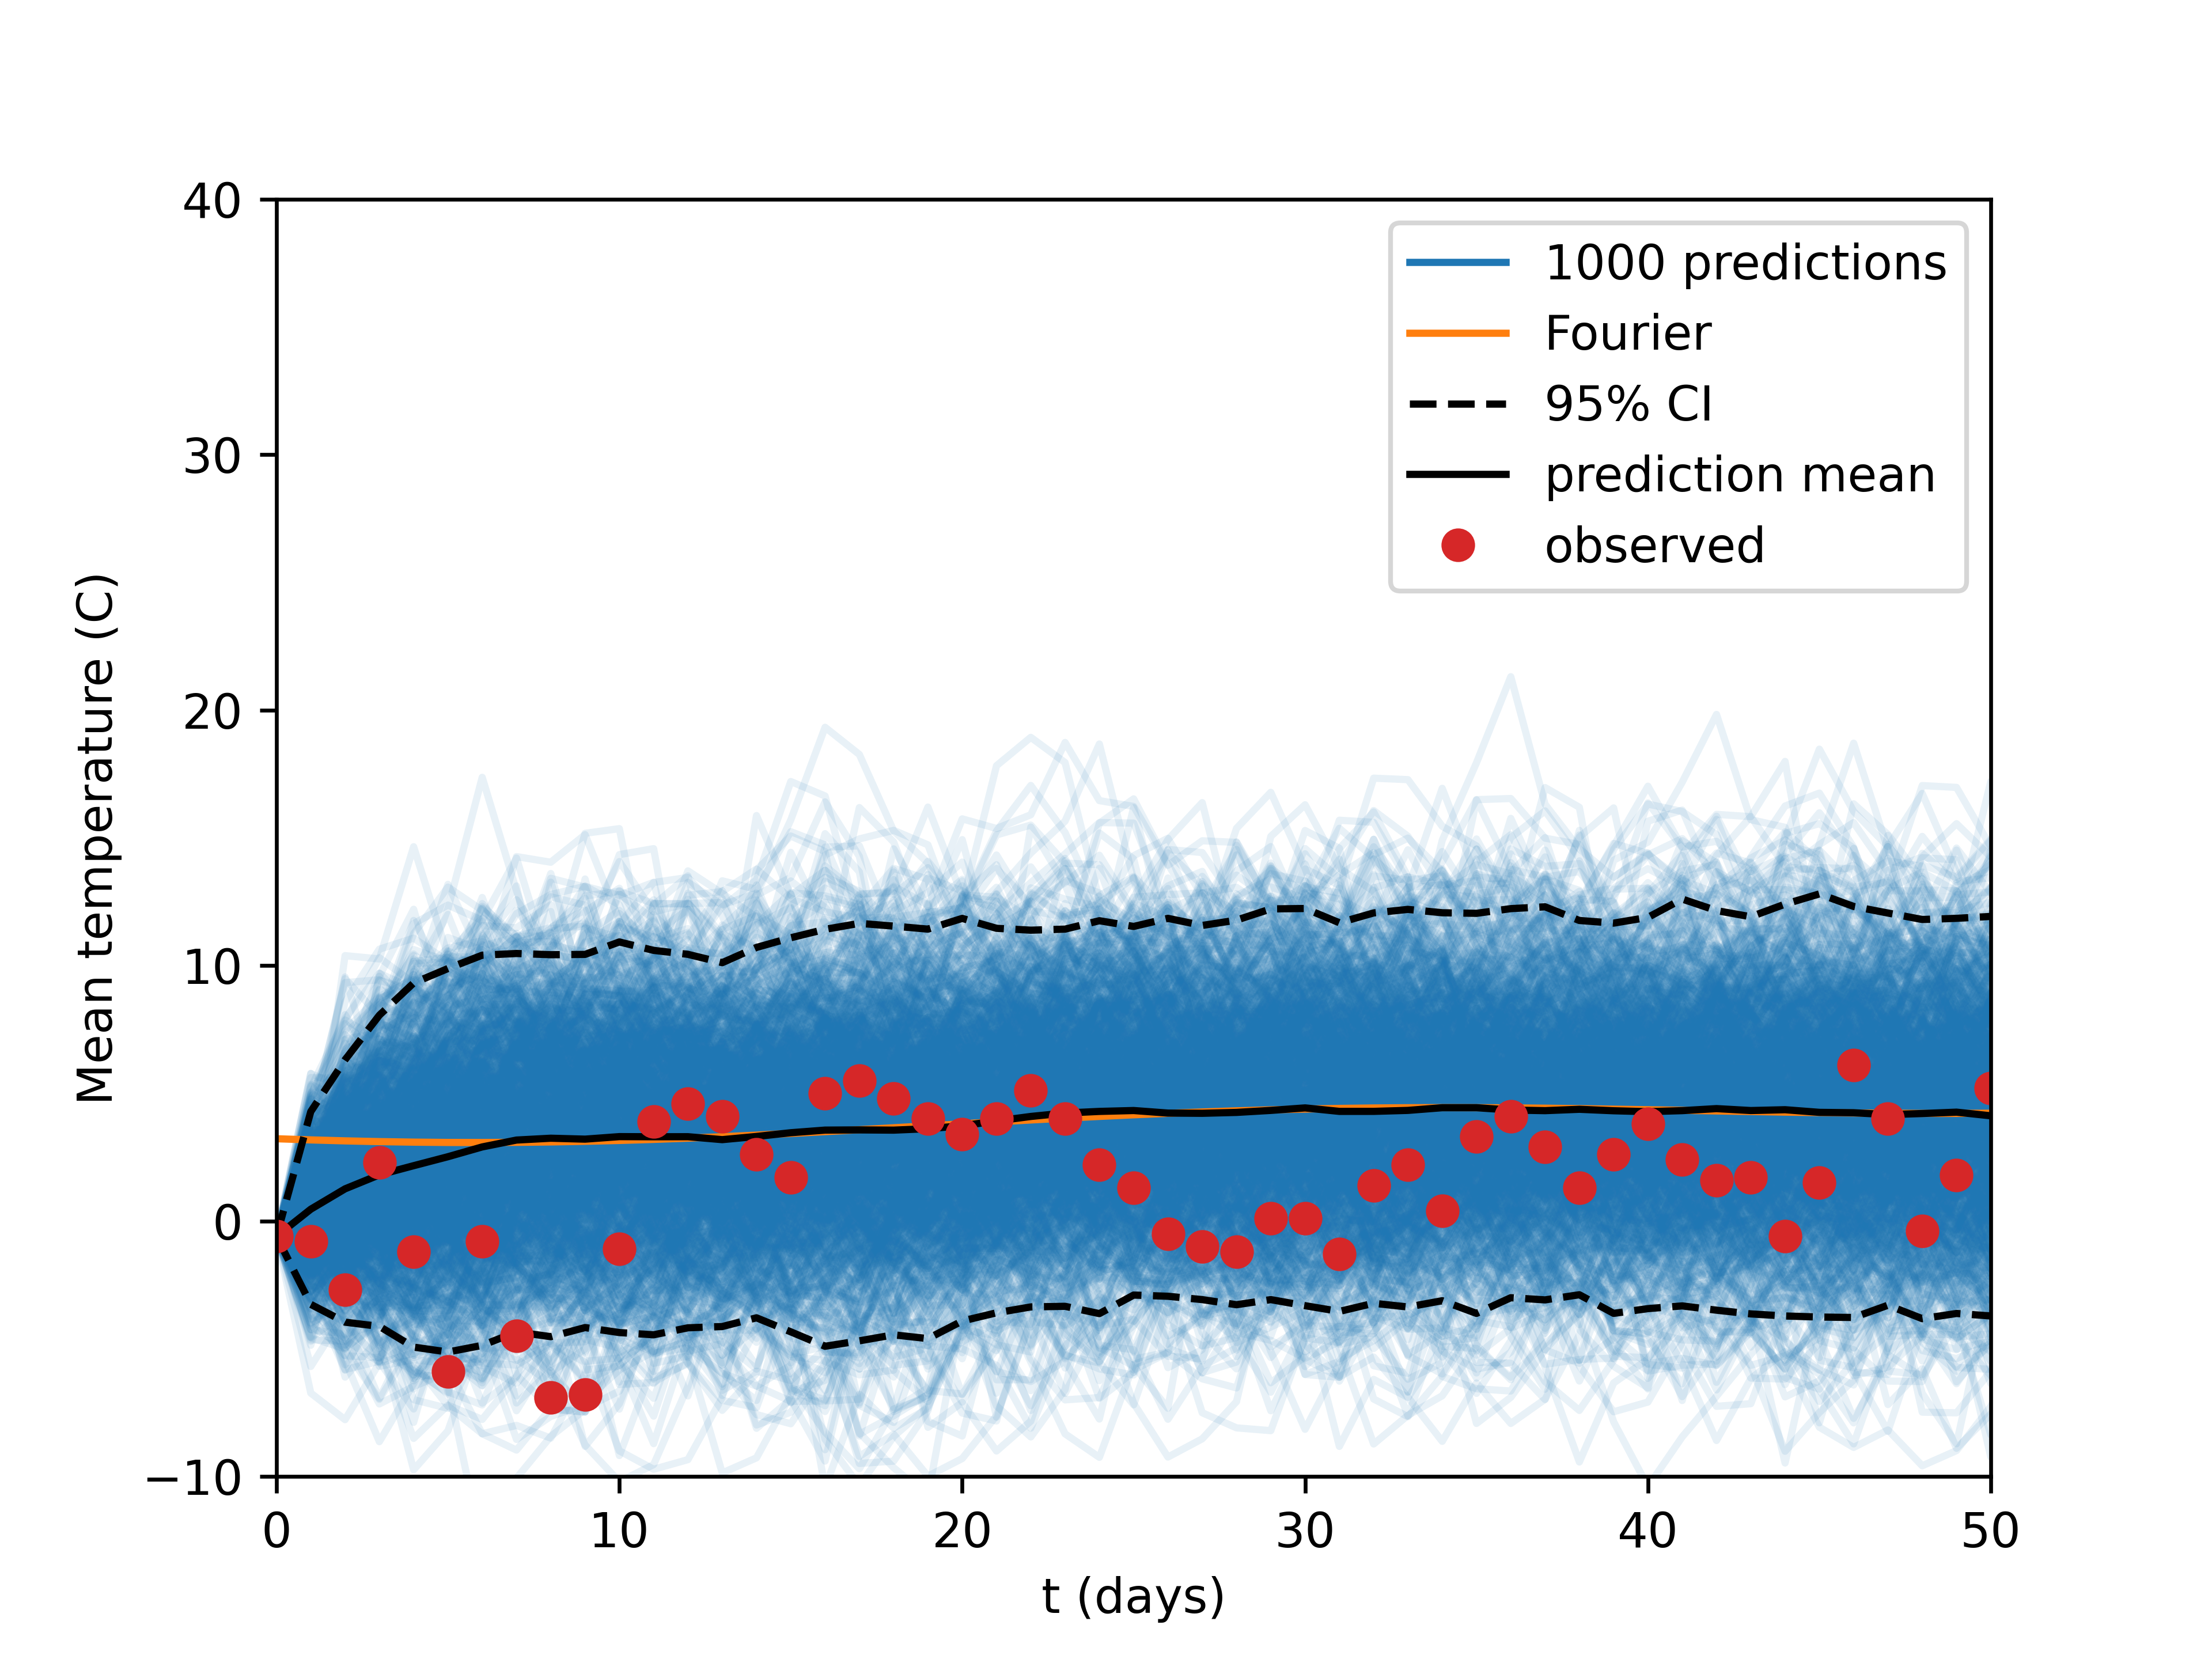 40
30
20
10
0
−10
0 10 20 30 40 50
t (days)
Mean temperature (C)
1000 predictions
Fourier
95% CI
prediction mean
observed